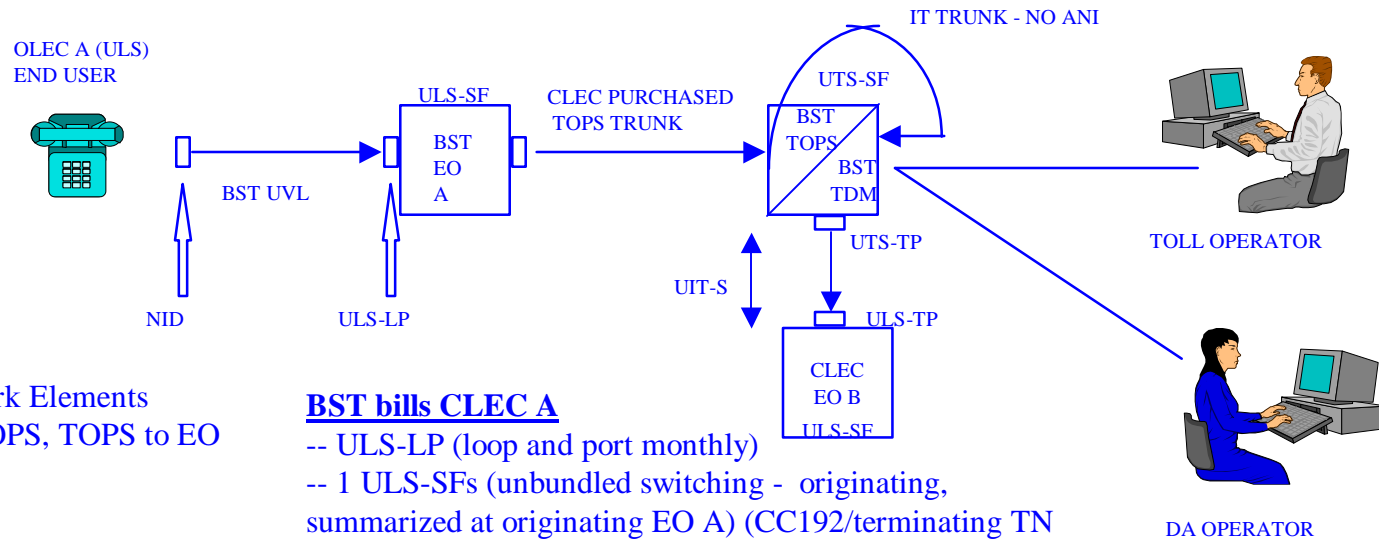 IT TRUNK - NO ANI
OLEC A (ULS)
END USER
ULS-SF
CLEC PURCHASED
TOPS TRUNK
UTS-SF
BST
EO
A
BST
TOPS
BST
TDM
BST UVL
UTS-TP
TOLL OPERATOR
UIT-S
NID
ULS-LP
ULS-TP
CLEC
EO B
ULS-SF
rk Elements
OPS, TOPS to EO
BST bills CLEC A
-- ULS-LP (loop and port monthly)
-- 1 ULS-SFs (unbundled switching - originating,
summarized at originating EO A) (CC192/terminating TN
DA OPERATOR